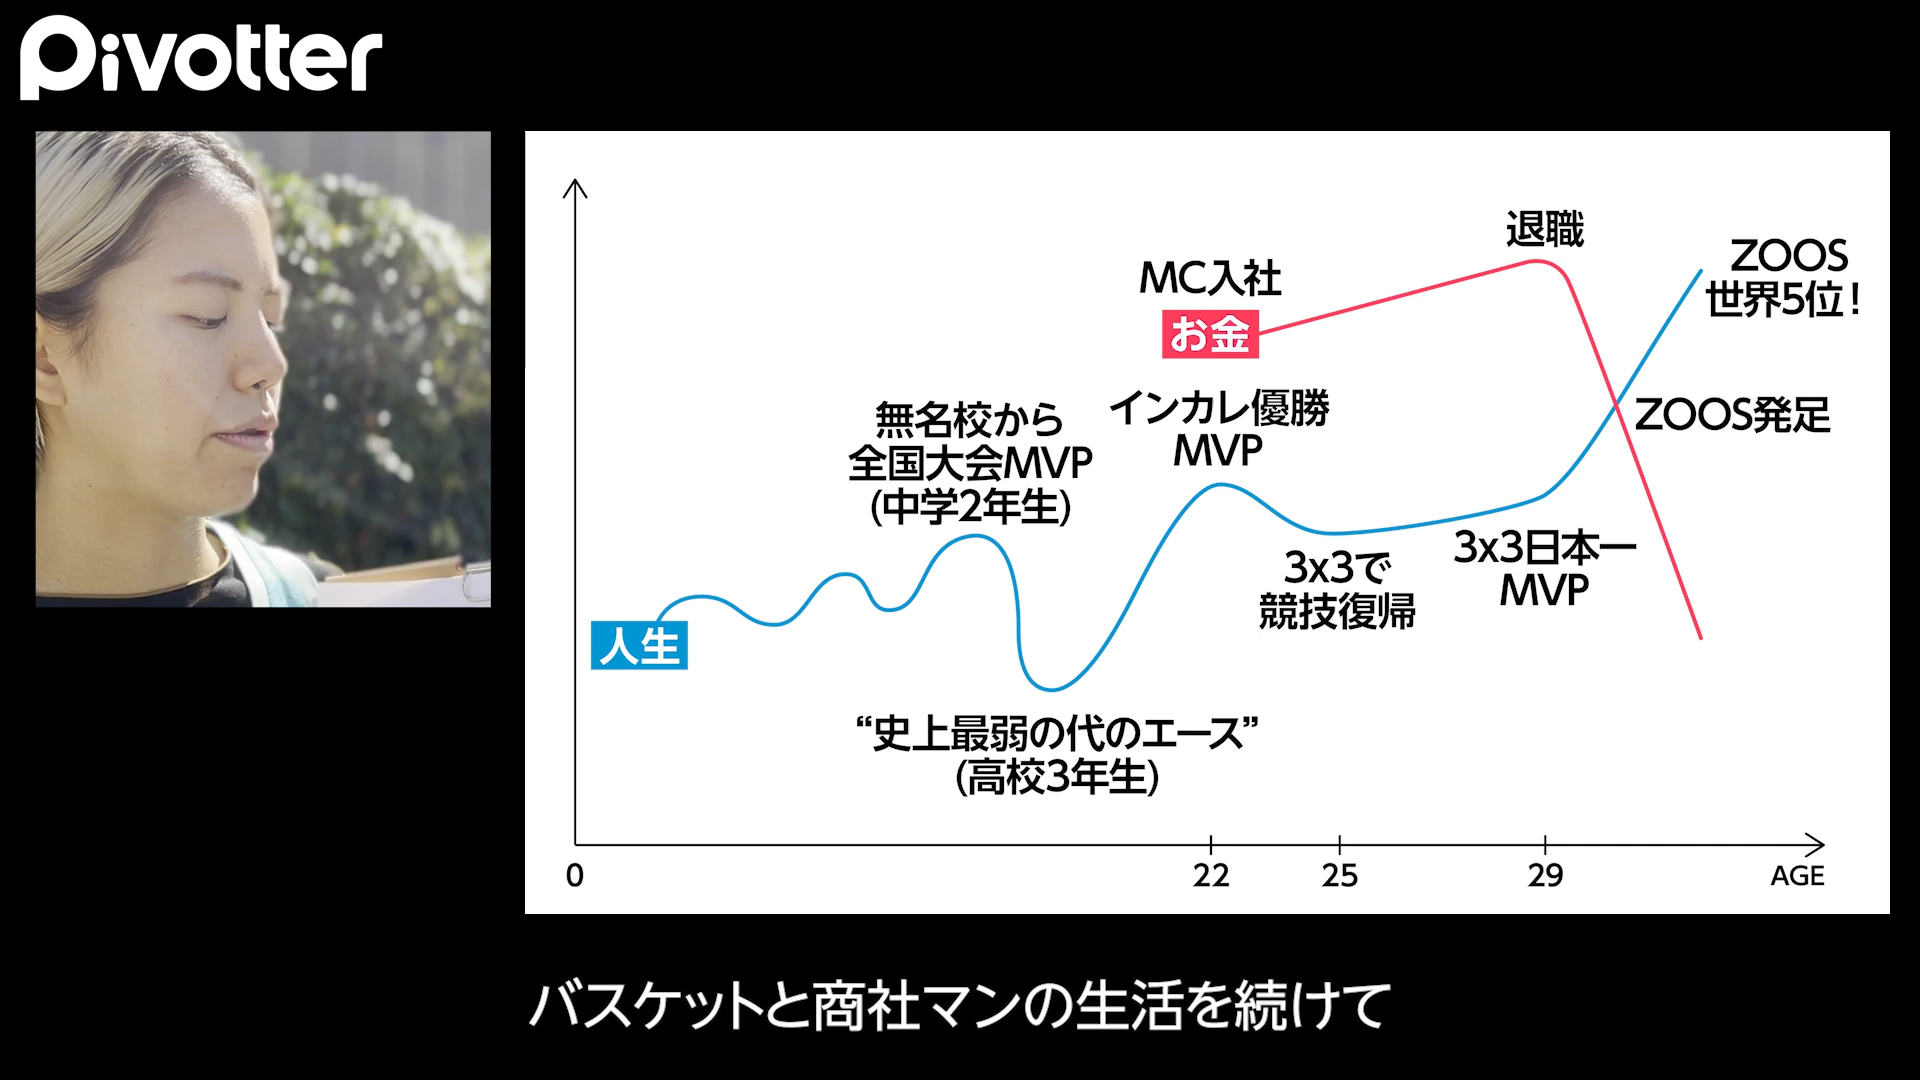 Pivotter
退職
ZOOS
世界5位！
MC入社
お金
インカレ優勝
MVP
ZOOS発足
無名校から
全国大会MVP
(中学2年生)
3x3で
競技復帰
3x3日本一
MVP
人生
“史上最弱の代のエース”
(高校3年生)
0
22
25
29
AGE
バスケットと商社マンの生活を続けて